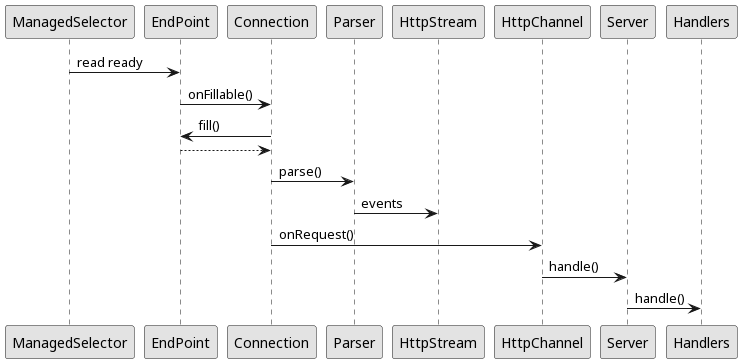 ManagedSelector EndPoint Connection Parser HttpStream HttpChannel Server Handlers
read ready
onFillable()
fill()
parse()
events
onRequest()
handle()
handle()
ManagedSelector EndPoint Connection Parser HttpStream HttpChannel Server Handlers